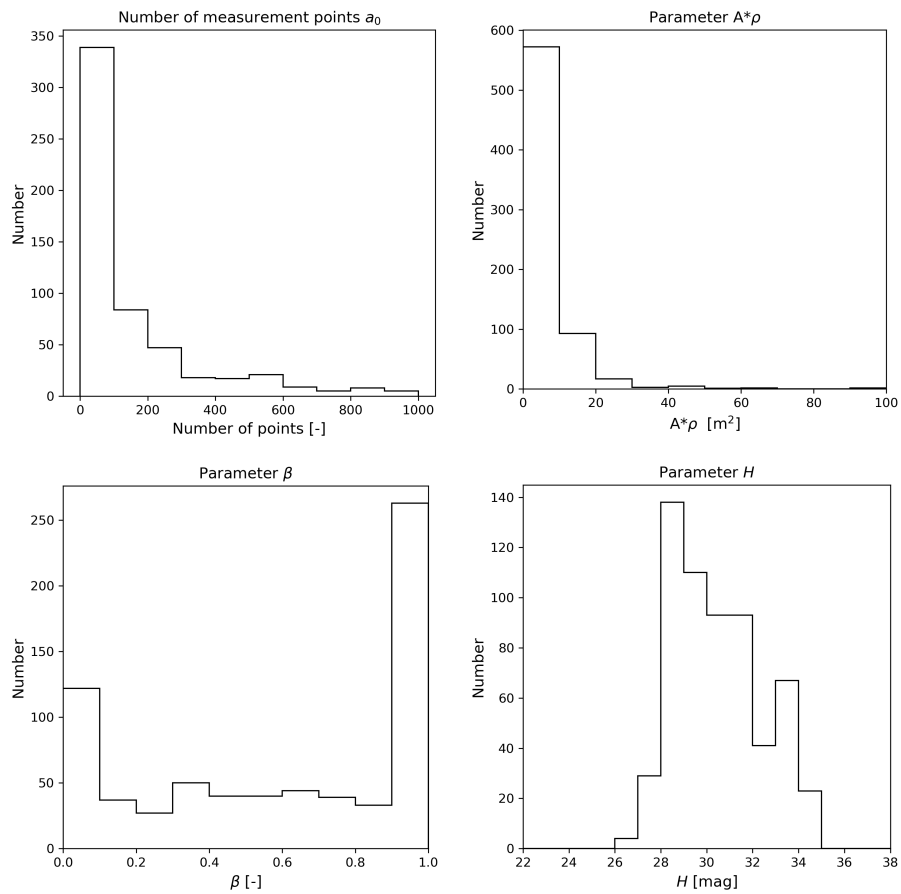 Number of measurement points a₀
350
300
250
200
150
100
50
0
Number
0 200 400 600 800 1000
Number of points [-]
Parameter A*ρ
600
500
400
300
200
100
0
Number
0 20 40 60 80 100
A*ρ [m²]
Parameter β
250
200
150
100
50
0
Number
0.0 0.2 0.4 0.6 0.8 1.0
β [-]
Parameter H
140
120
100
80
60
40
20
0
Number
22 24 26 28 30 32 34 36 38
H [mag]